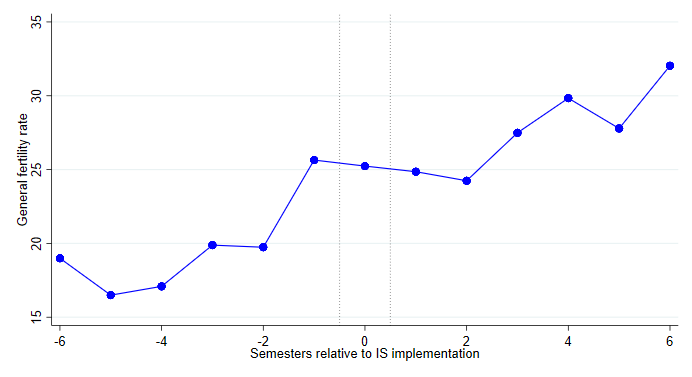 General fertility rate
35
30
25
20
15
-6 -4 -2 0 2 4 6
Semesters relative to IS implementation